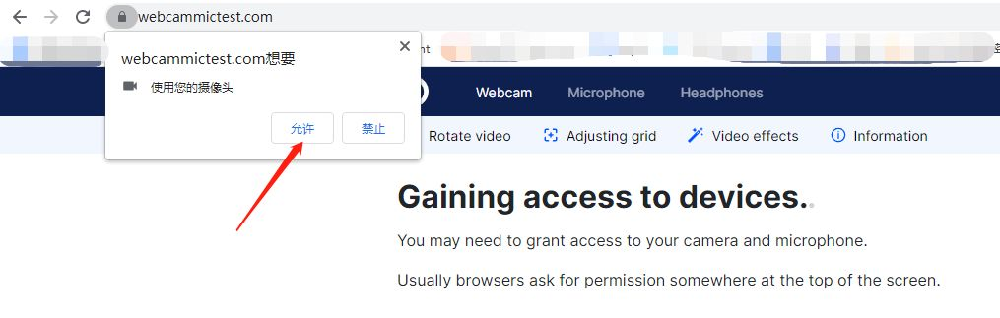 webcammictest.com
webcammictest.com想要
使用您的摄像头
允许 禁止
Webcam Microphone Headphones
Rotate video Adjusting grid Video effects Information
Gaining access to devices..
You may need to grant access to your camera and microphone.
Usually browsers ask for permission somewhere at the top of the screen.